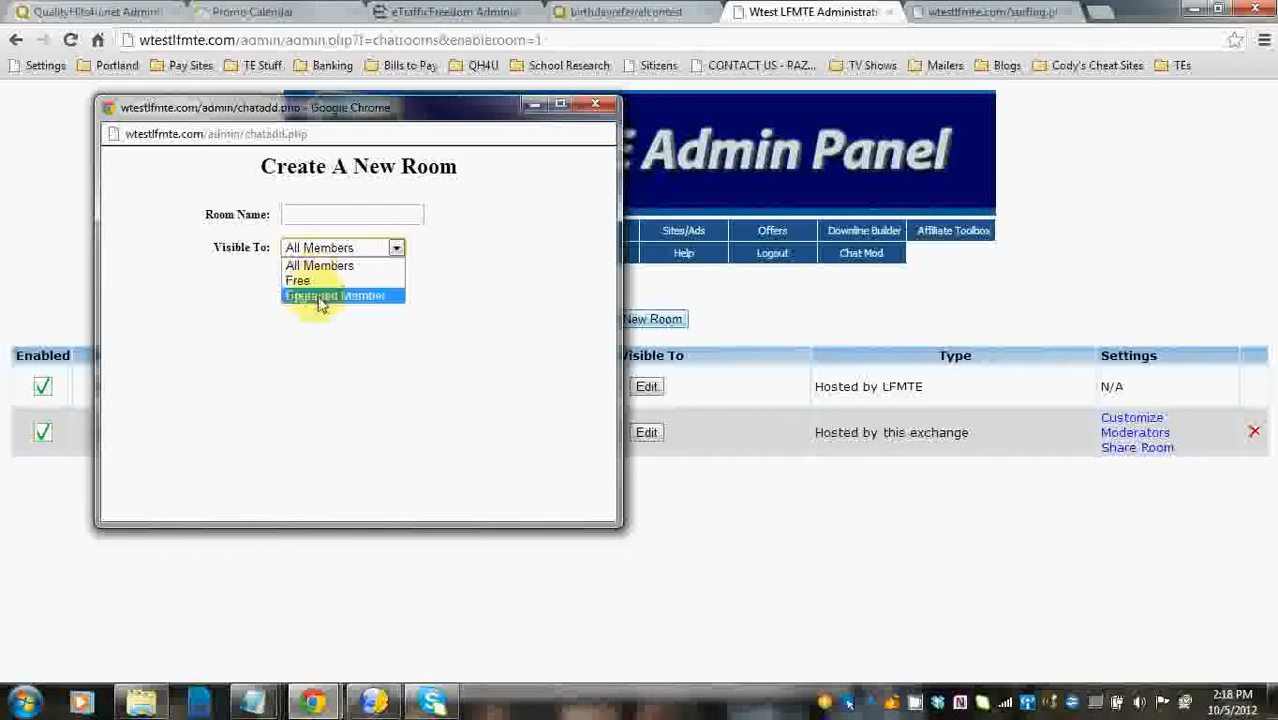 QualityHits4u.net Admin
Promo Calendar
eTrafficFreedom Admini
birthdayreferralcontest
Wtest LFMTE Administrati
wtestlfmte.com/surfing.p
wtestlfmte.com/admin/admin.php?f=chatrooms&enableroom=1
Settings
Portland
Pay Sites
TE Stuff
Banking
Bills to Pay
QH4U
School Research
Sitizens
CONTACT US - RAZ...
TV Shows
Mailers
Blogs
Cody's Cheat Sites
TEs
wtestlfmte.com/admin/chatadd.php - Google Chrome
wtestlfmte.com/admin/chatadd.php
Admin Panel
Create A New Room
Room Name:
Visible To: All Members
All Members
Free
Upgraded Member
Sites/Ads
Offers
Downline Builder
Affiliate Toolbox
Help
Logout
Chat Mod
New Room
Enabled
Visible To
Type
Settings
Edit
Hosted by LFMTE
N/A
Edit
Hosted by this exchange
Customize
Moderators
Share Room
2:18 PM
10/5/2012